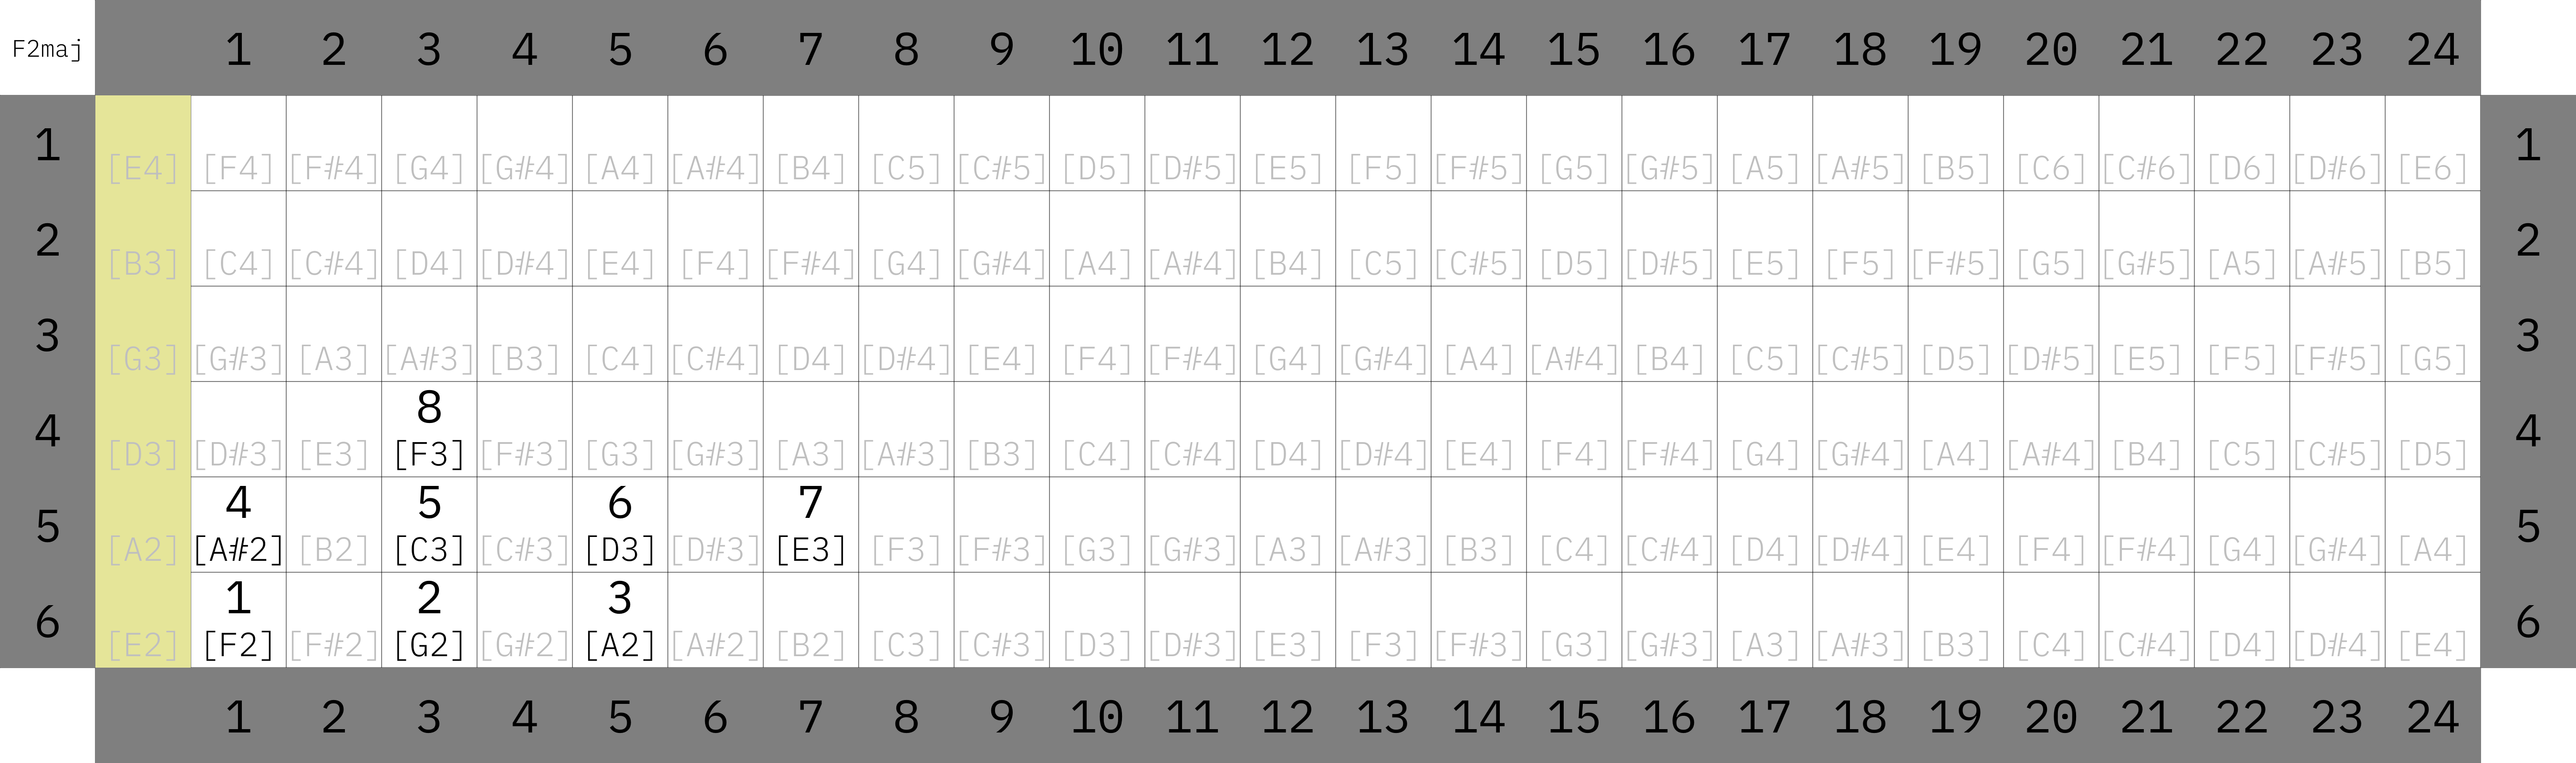 F2maj 1 2 3 4 5 6 7 8 9 10 11 12 13 14 15 16 17 18 19 20 21 22 23 24
1 [E4] [F4] [F#4] [G4] [G#4] [A4] [A#4] [B4] [C5] [C#5] [D5] [D#5] [E5] [F5] [F#5] [G5] [G#5] [A5] [A#5] [B5] [C6] [C#6] [D6] [D#6] [E6] 1
2 [B3] [C4] [C#4] [D4] [D#4] [E4] [F4] [F#4] [G4] [G#4] [A4] [A#4] [B4] [C5] [C#5] [D5] [D#5] [E5] [F5] [F#5] [G5] [G#5] [A5] [A#5] [B5] 2
3 [G3] [G#3] [A3] [A#3] [B3] [C4] [C#4] [D4] [D#4] [E4] [F4] [F#4] [G4] [G#4] [A4] [A#4] [B4] [C5] [C#5] [D5] [D#5] [E5] [F5] [F#5] [G5] 3
8
4 [D3] [D#3] [E3] [F3] [F#3] [G3] [G#3] [A3] [A#3] [B3] [C4] [C#4] [D4] [D#4] [E4] [F4] [F#4] [G4] [G#4] [A4] [A#4] [B4] [C5] [C#5] [D5] 4
4 5 6 7
5 [A2] [A#2] [B2] [C3] [C#3] [D3] [D#3] [E3] [F3] [F#3] [G3] [G#3] [A3] [A#3] [B3] [C4] [C#4] [D4] [D#4] [E4] [F4] [F#4] [G4] [G#4] [A4] 5
1 2 3
6 [E2] [F2] [F#2] [G2] [G#2] [A2] [A#2] [B2] [C3] [C#3] [D3] [D#3] [E3] [F3] [F#3] [G3] [G#3] [A3] [A#3] [B3] [C4] [C#4] [D4] [D#4] [E4] 6
1 2 3 4 5 6 7 8 9 10 11 12 13 14 15 16 17 18 19 20 21 22 23 24